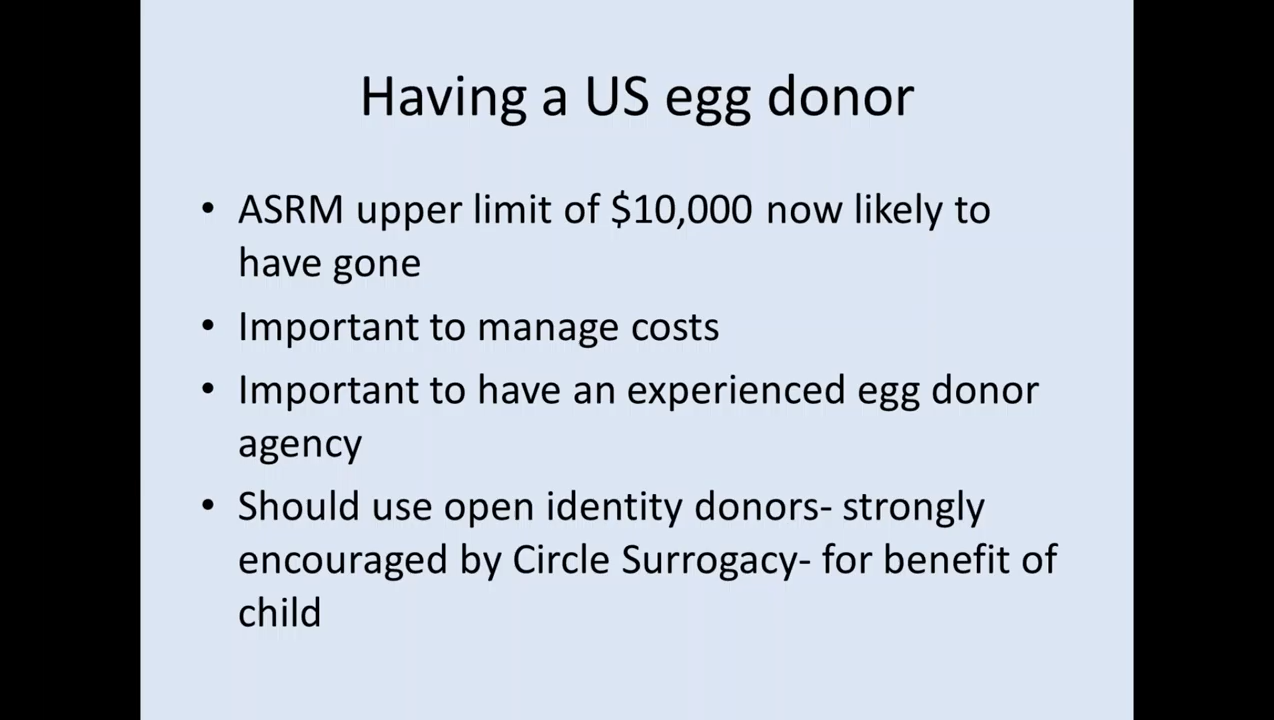 Having a US egg donor
• ASRM upper limit of $10,000 now likely to
have gone
• Important to manage costs
• Important to have an experienced egg donor
agency
• Should use open identity donors- strongly
encouraged by Circle Surrogacy- for benefit of
child